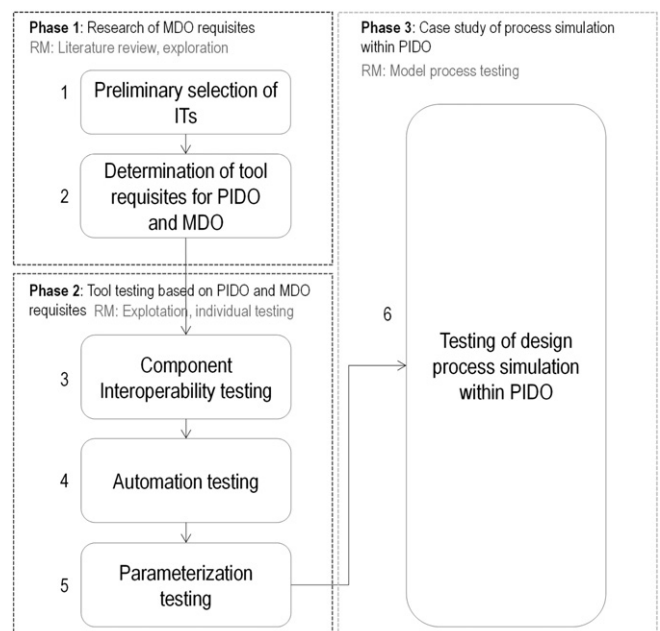 Phase 1: Research of MDO requisites
RM: Literature review, exploration
1
Preliminary selection of
ITs
2
Determination of tool
requisites for PIDO
and MDO
Phase 2: Tool testing based on PIDO and MDO
requisites RM: Explotation, individual testing
3
Component
Interoperability testing
4
Automation testing
5
Parameterization
testing
Phase 3: Case study of process simulation
within PIDO
RM: Model process testing
6
Testing of design
process simulation
within PIDO